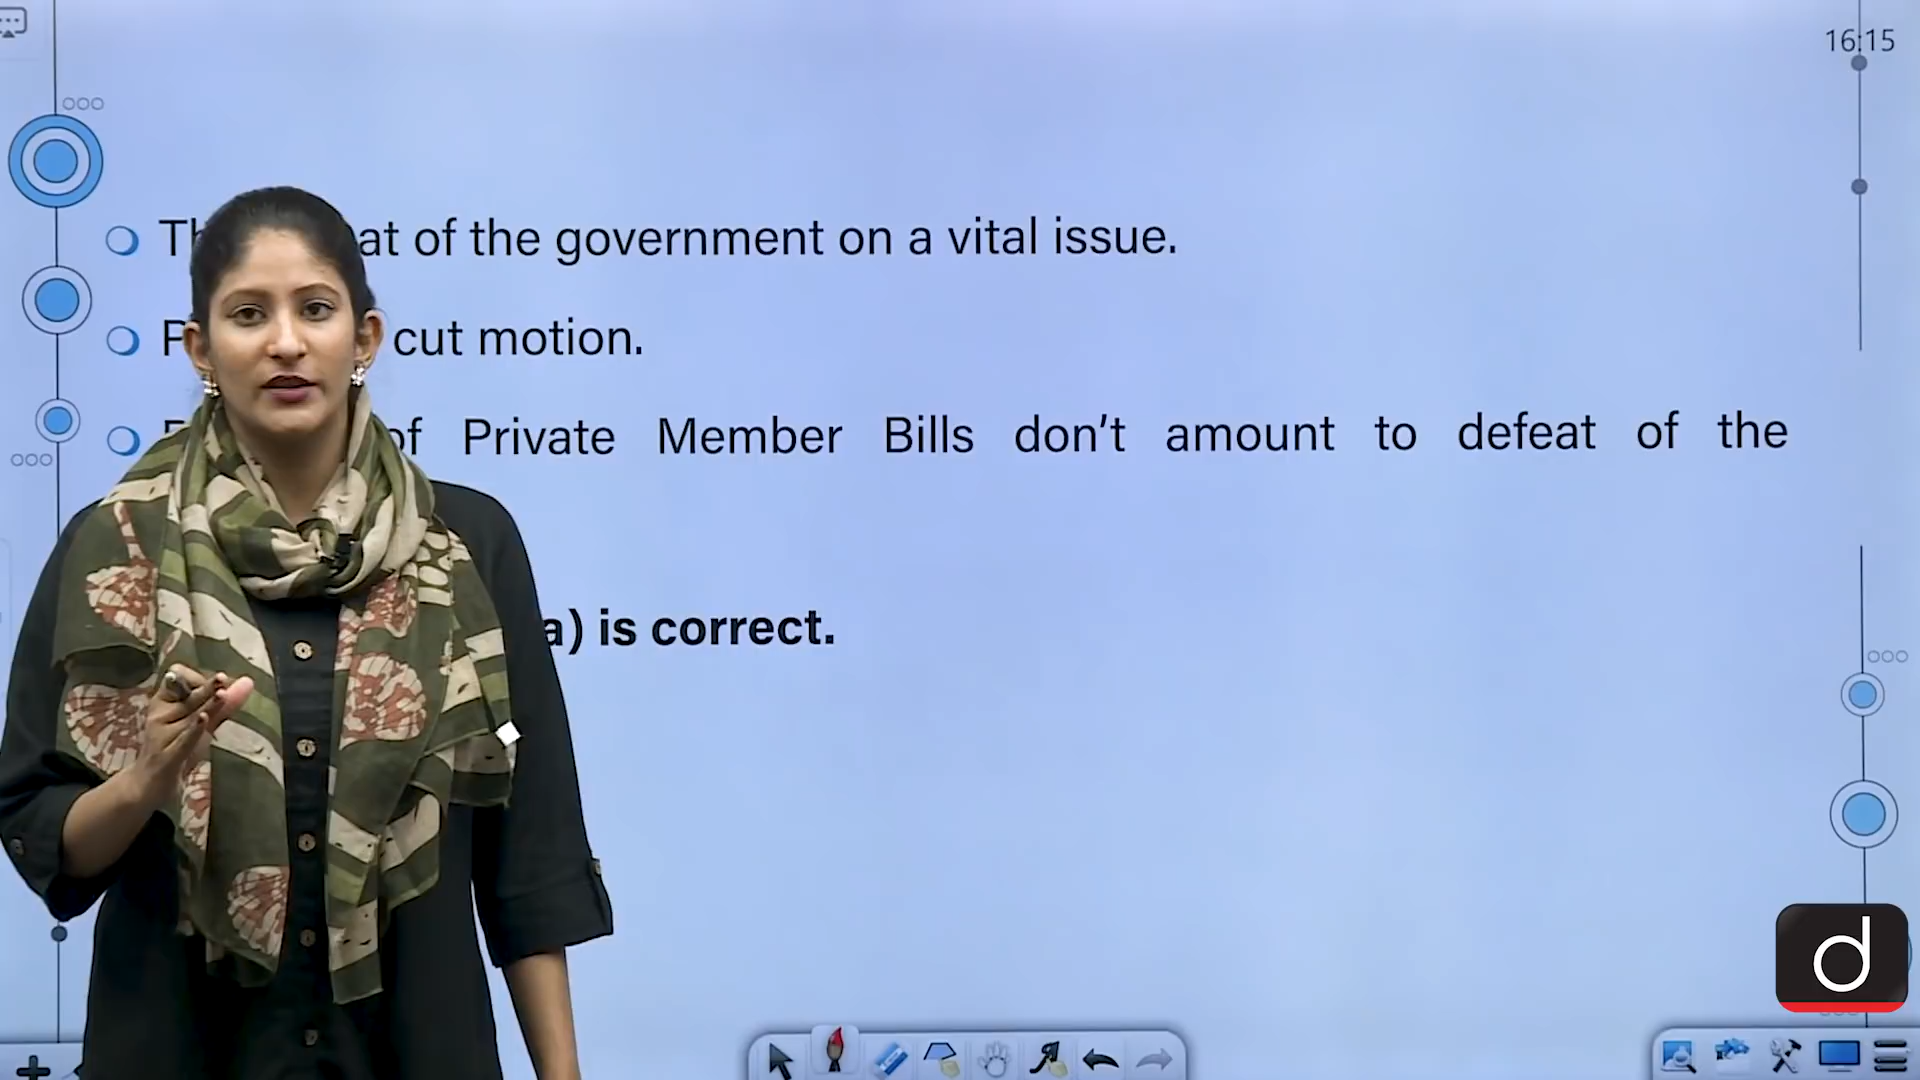 16:15
of the government on a vital issue.
cut motion.
of Private Member Bills don't amount to defeat of the
a) is correct.
d